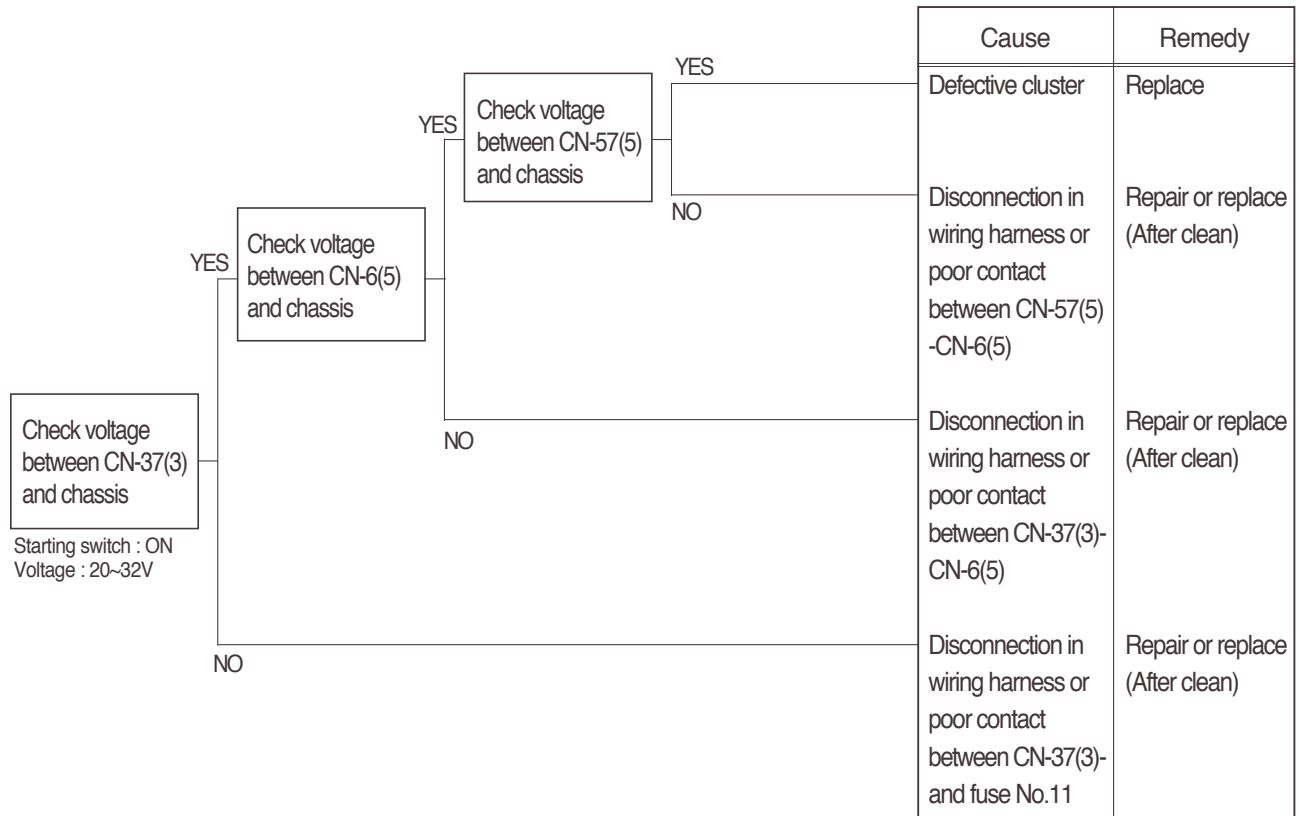 Cause
Remedy
YES
Defective cluster
Replace
YES
Check voltage
between CN-57(5)
and chassis
NO
Disconnection in
wiring harness or
poor contact
between CN-57(5)
-CN-6(5)
Repair or replace
(After clean)
YES
Check voltage
between CN-6(5)
and chassis
NO
Disconnection in
wiring harness or
poor contact
between CN-37(3)-
CN-6(5)
Repair or replace
(After clean)
Check voltage
between CN-37(3)
and chassis
Starting switch : ON
Voltage : 20~32V
NO
Disconnection in
wiring harness or
poor contact
between CN-37(3)-
and fuse No.11
Repair or replace
(After clean)